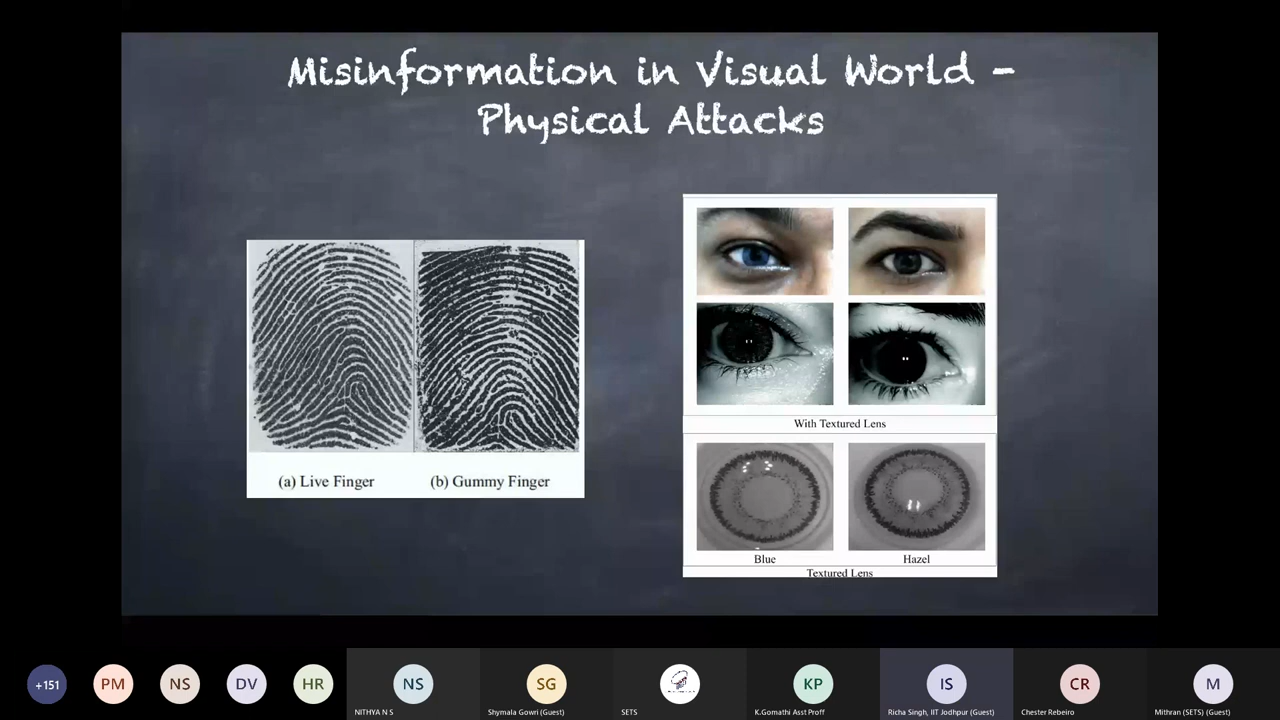 Misinformation in Visual World -
Physical Attacks
(a) Live Finger
(b) Gummy Finger
With Textured Lens
Blue
Hazel
Textured Lens
+151
PM
NS
DV
HR
NS
SG
KP
IS
CR
M
NITHYA N S
Shymala Gowri (Guest)
SETS
K.Gomathi Asst Proff
Richa Singh, IIT Jodhpur (Guest)
Chester Rebeiro
Mithran (SETS) (Guest)